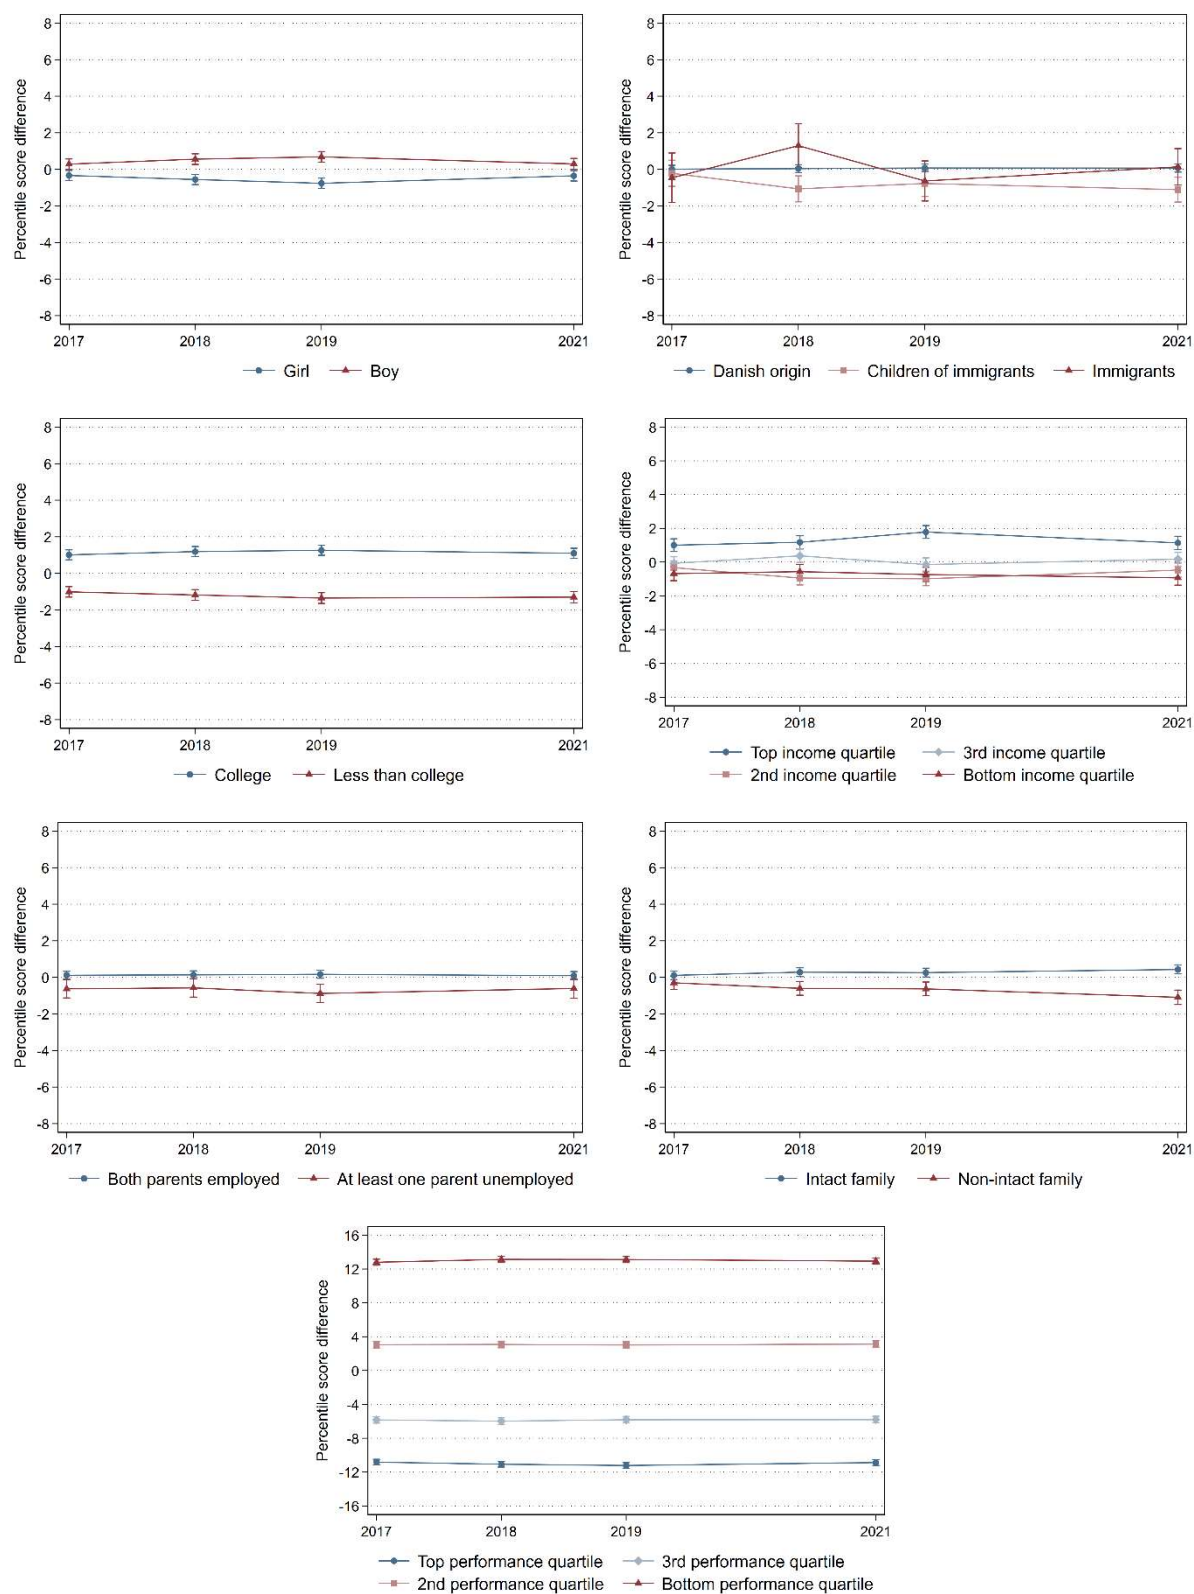 Percentile score difference
8
6
4
2
0
-2
-4
-6
-8
2017 2018 2019 2021
Girl Boy
Percentile score difference
8
6
4
2
0
-2
-4
-6
-8
2017 2018 2019 2021
Danish origin Children of immigrants Immigrants
Percentile score difference
8
6
4
2
0
-2
-4
-6
-8
2017 2018 2019 2021
College Less than college
Percentile score difference
8
6
4
2
0
-2
-4
-6
-8
2017 2018 2019 2021
Top income quartile 3rd income quartile
2nd income quartile Bottom income quartile
Percentile score difference
8
6
4
2
0
-2
-4
-6
-8
2017 2018 2019 2021
Both parents employed At least one parent unemployed
Percentile score difference
8
6
4
2
0
-2
-4
-6
-8
2017 2018 2019 2021
Intact family Non-intact family
Percentile score difference
16
12
8
4
0
-4
-8
-12
-16
2017 2018 2019 2021
Top performance quartile 3rd performance quartile
2nd performance quartile Bottom performance quartile